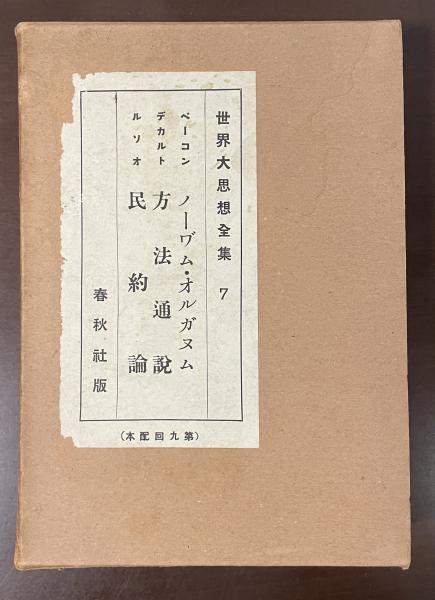 世界大思想全集 7
ベーコン ノーヴム・オルガヌム
デカルト 方法通説
ルソオ 民約論
春秋社版
(第九回配本)